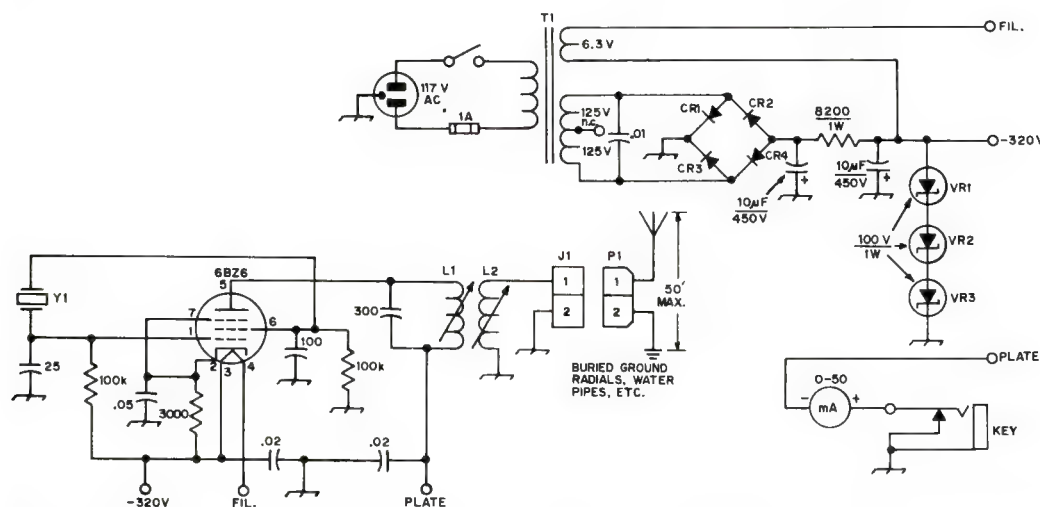 T1
FIL.
6.3V
117 V
AC
1A
125V
n.c.
125V
.01
CR1
CR2
CR3
CR4
8200
1W
-320V
10µF
450V
+
10µF
450V
+
VR1
100 V
1W
VR2
VR3
6BZ6
5
Y1
7
1
6
2
3
4
25
100k
.05
3000
100
100k
300
L1
L2
J1
P1
1
1
2
2
50'
MAX.
BURIED GROUND
RADIALS, WATER
PIPES, ETC.
.02
.02
-320V
FIL.
PLATE
PLATE
0-50
-
mA
+
KEY